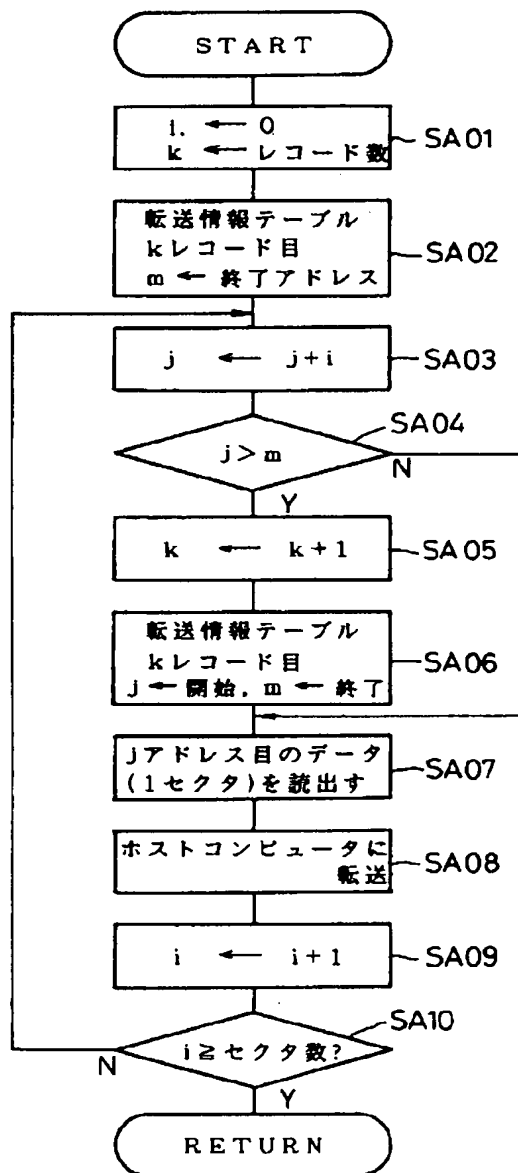 START
i. ← 0
k ← レコード数
SA01
転送情報テーブル
kレコード目
m ← 終了アドレス
SA02
j ← j+i
SA03
j>m
SA04
N
Y
k ← k+1
SA05
転送情報テーブル
kレコード目
j←開始,m←終了
SA06
jアドレス目のデータ
(1セクタ)を読出す
SA07
ホストコンピュータに
転送
SA08
i ← i+1
SA09
i≧セクタ数?
SA10
N
Y
RETURN